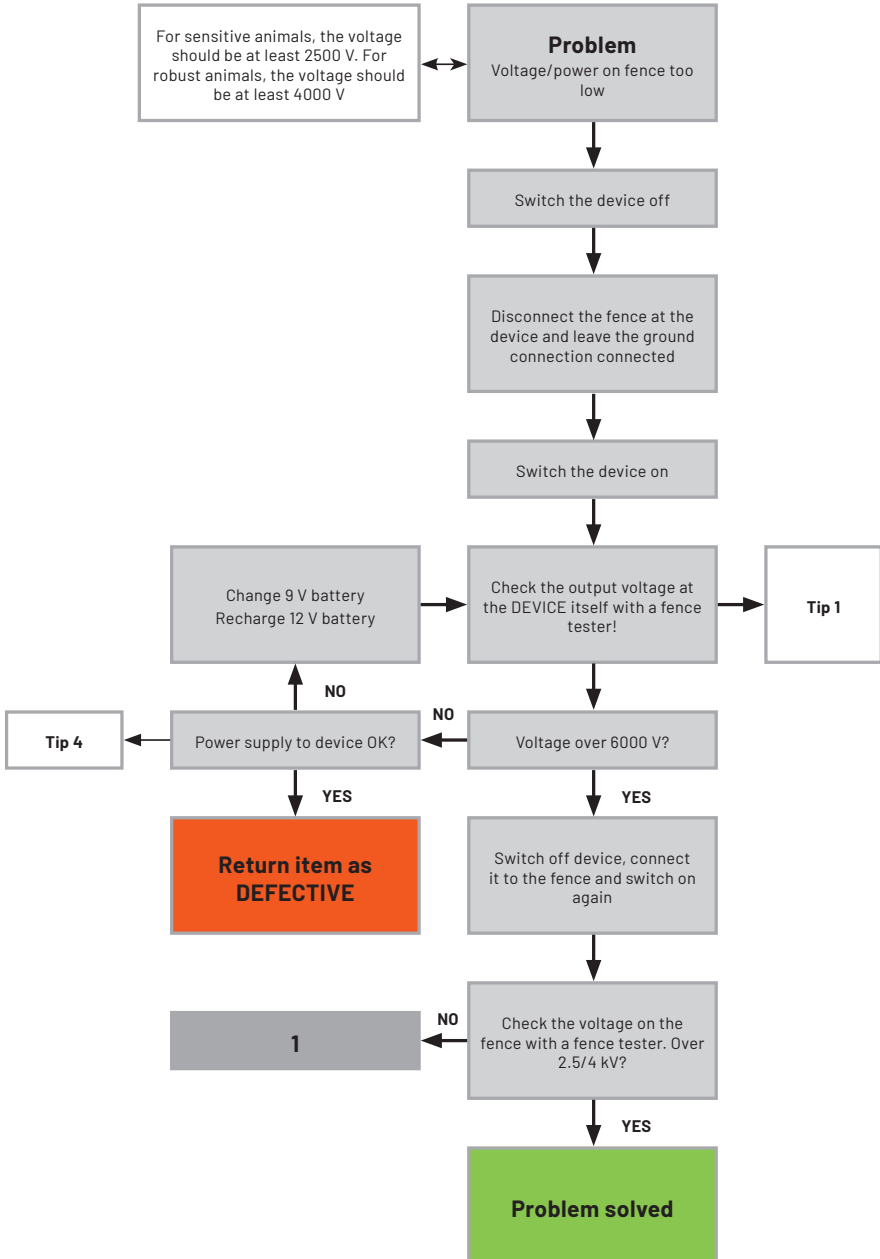 For sensitive animals, the voltage
should be at least 2500 V. For
robust animals, the voltage should
be at least 4000 V
Problem
Voltage/power on fence too
low
Switch the device off
Disconnect the fence at the
device and leave the ground
connection connected
Switch the device on
Change 9 V battery
Recharge 12 V battery
Check the output voltage at
the DEVICE itself with a fence
tester!
Tip 1
NO
Tip 4
Power supply to device OK?
NO
Voltage over 6000 V?
YES
YES
Return item as
DEFECTIVE
Switch off device, connect
it to the fence and switch on
again
1
NO
Check the voltage on the
fence with a fence tester. Over
2.5/4 kV?
YES
Problem solved